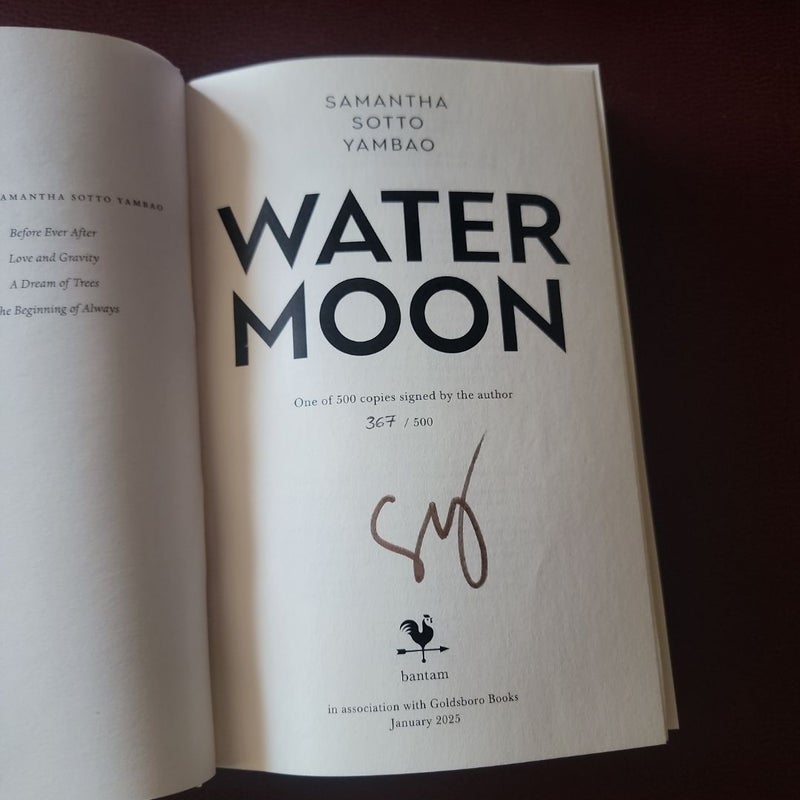 SAMANTHA SOTTO YAMBAO
Before Ever After
Love and Gravity
A Dream of Trees
he Beginning of Always
SAMANTHA
SOTTO
YAMBAO
WATER
MOON
One of 500 copies signed by the author
367 / 500
bantam
in association with Goldsboro Books
January 2025